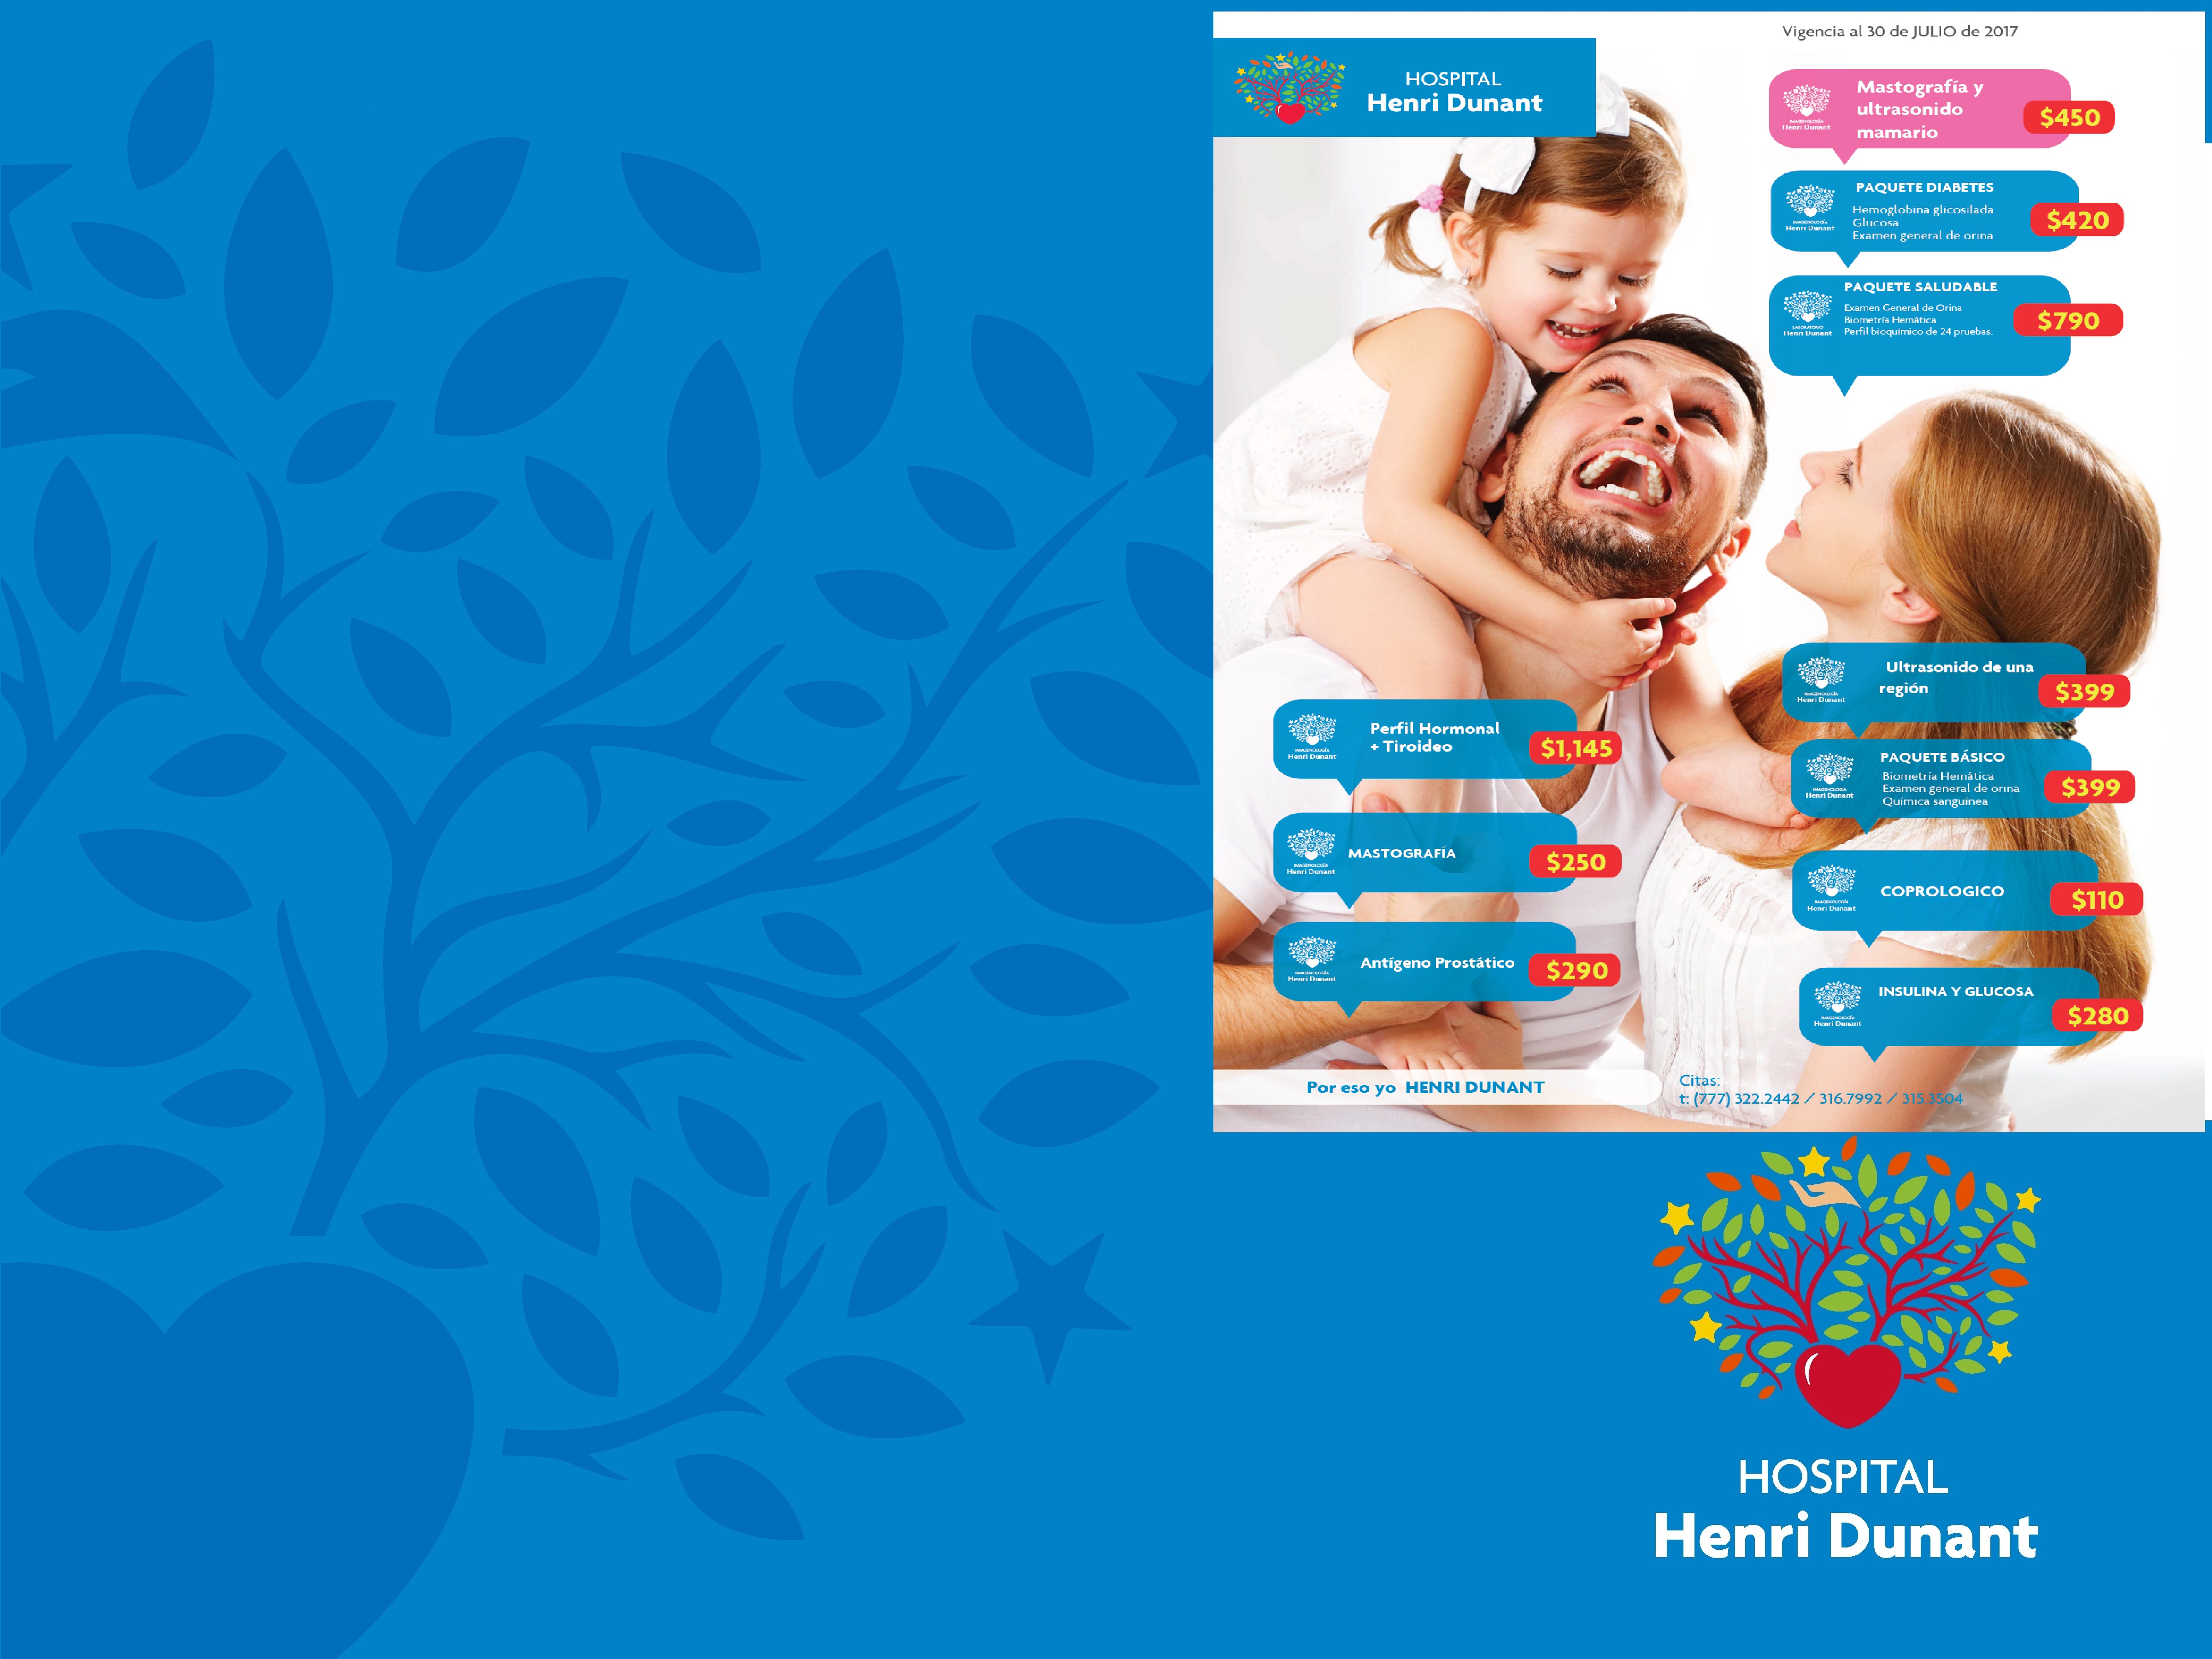 Vigencia al 30 de JULIO de 2017
HOSPITAL
Henri Dunant
IMAGENOLOGÍA
Henri Dunant
Mastografía y
ultrasonido
mamario
$450
IMAGENOLOGÍA
Henri Dunant
PAQUETE DIABETES
Hemoglobina glicosilada
Glucosa
Examen general de orina
$420
LABORATORIO
Henri Dunant
PAQUETE SALUDABLE
Examen General de Orina
Biometría Hemática
Perfil bioquímico de 24 pruebas.
$790
IMAGENOLOGÍA
Henri Dunant
Perfil Hormonal
+ Tiroideo
$1,145
IMAGENOLOGÍA
Henri Dunant
MASTOGRAFÍA
$250
IMAGENOLOGÍA
Henri Dunant
Antígeno Prostático
$290
IMAGENOLOGÍA
Henri Dunant
Ultrasonido de una
región
$399
IMAGENOLOGÍA
Henri Dunant
PAQUETE BÁSICO
Biometría Hemática
Examen general de orina
Química sanguínea
$399
IMAGENOLOGÍA
Henri Dunant
COPROLOGICO
$110
IMAGENOLOGÍA
Henri Dunant
INSULINA Y GLUCOSA
$280
Por eso yo HENRI DUNANT
Citas:
t: (777) 322.2442 / 316.7992 / 315.3504
HOSPITAL
Henri Dunant